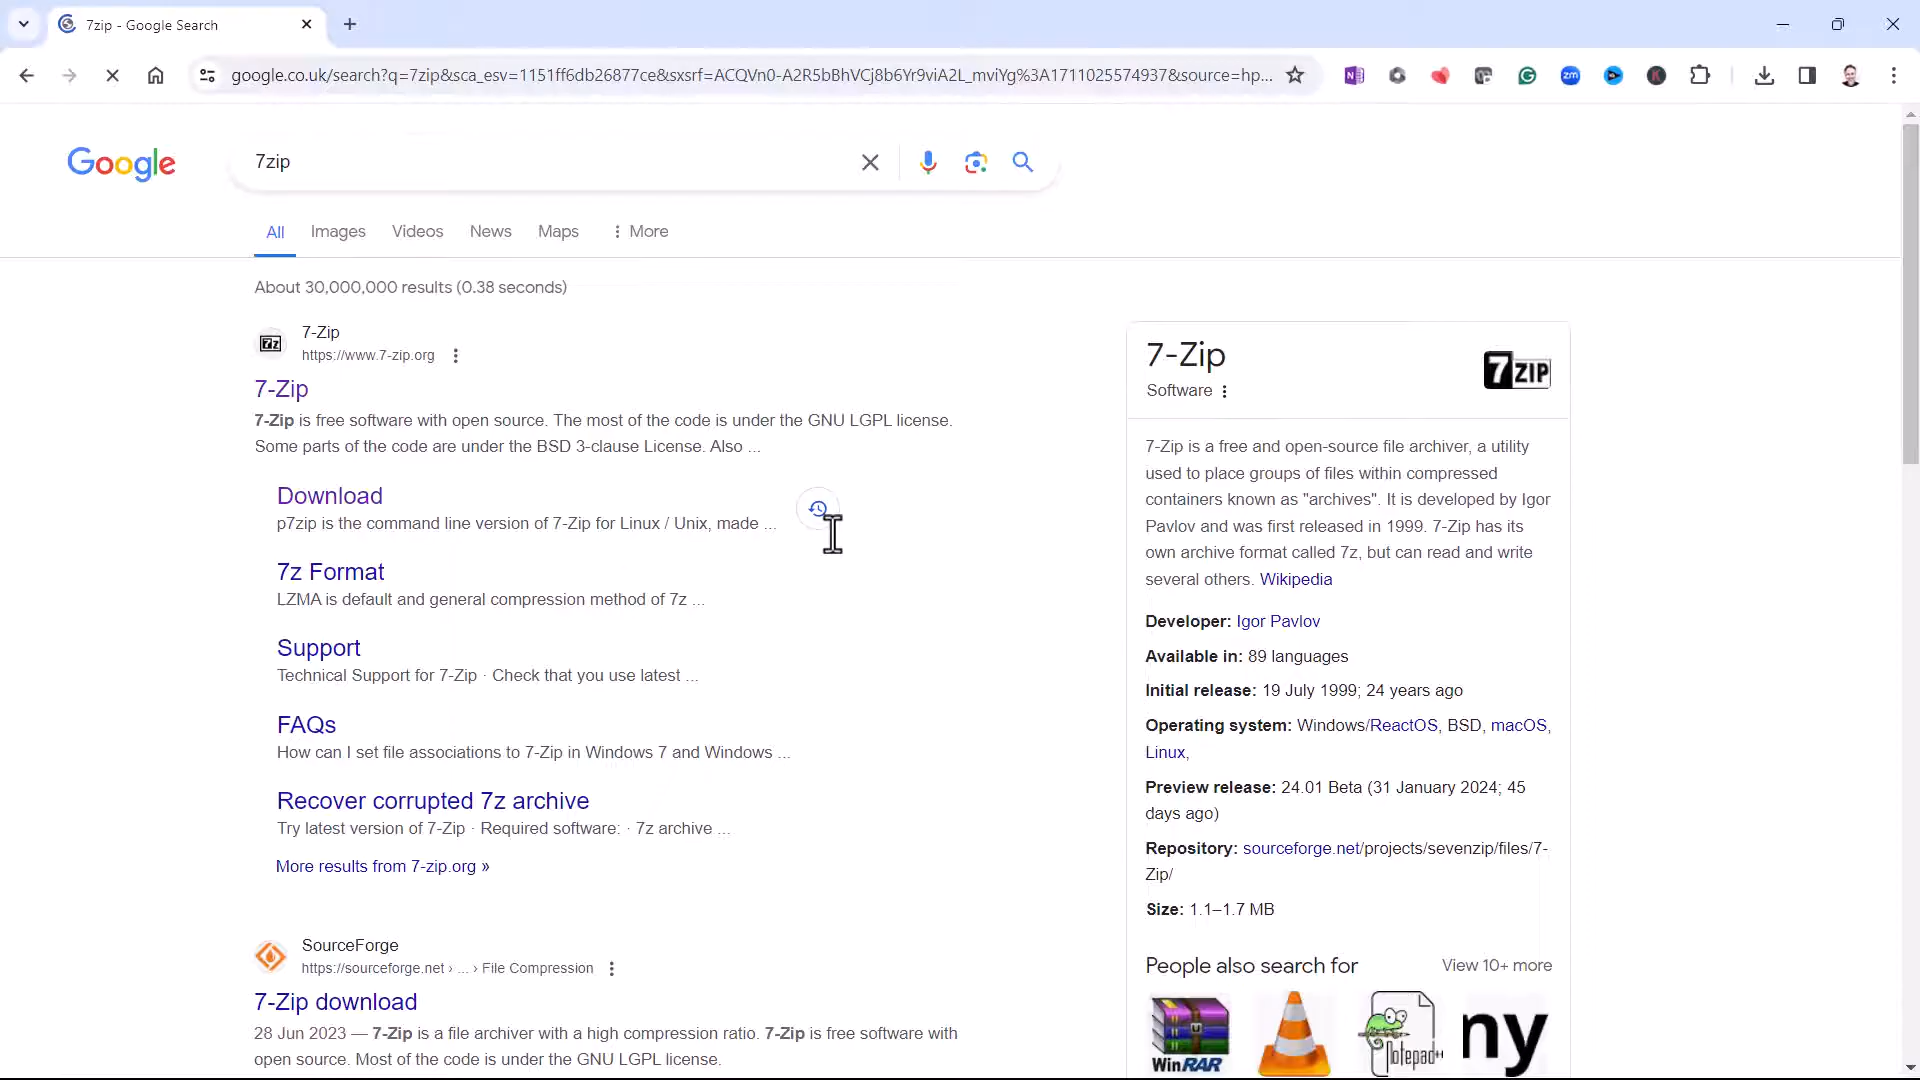 7zip - Google Search
google.co.uk/search?q=7zip&sca_esv=1151ff6db26877ce&sxsrf=ACQVn0-A2R5bBhVCj8b6Yr9viA2L_mviYg%3A1711025574937&source=hp...
Google
7zip
All
Images
Videos
News
Maps
More
About 30,000,000 results (0.38 seconds)
7z
7-Zip
https://www.7-zip.org
7-Zip
7-Zip is free software with open source. The most of the code is under the GNU LGPL license.
Some parts of the code are under the BSD 3-clause License. Also ...
Download
p7zip is the command line version of 7-Zip for Linux / Unix, made ...
7z Format
LZMA is default and general compression method of 7z ...
Support
Technical Support for 7-Zip · Check that you use latest ...
FAQs
How can I set file associations to 7-Zip in Windows 7 and Windows ...
Recover corrupted 7z archive
Try latest version of 7-Zip · Required software: · 7z archive ...
More results from 7-zip.org »
SourceForge
https://sourceforge.net › ... › File Compression
7-Zip download
28 Jun 2023 — 7-Zip is a file archiver with a high compression ratio. 7-Zip is free software with
open source. Most of the code is under the GNU LGPL license.
7-Zip
Software
7 ZIP
7-Zip is a free and open-source file archiver, a utility
used to place groups of files within compressed
containers known as "archives". It is developed by Igor
Pavlov and was first released in 1999. 7-Zip has its
own archive format called 7z, but can read and write
several others. Wikipedia
Developer: Igor Pavlov
Available in: 89 languages
Initial release: 19 July 1999; 24 years ago
Operating system: Windows/ReactOS, BSD, macOS,
Linux,
Preview release: 24.01 Beta (31 January 2024; 45
days ago)
Repository: sourceforge.net/projects/sevenzip/files/7-
Zip/
Size: 1.1–1.7 MB
People also search for
View 10+ more
WinRAR
Notepad++
ny